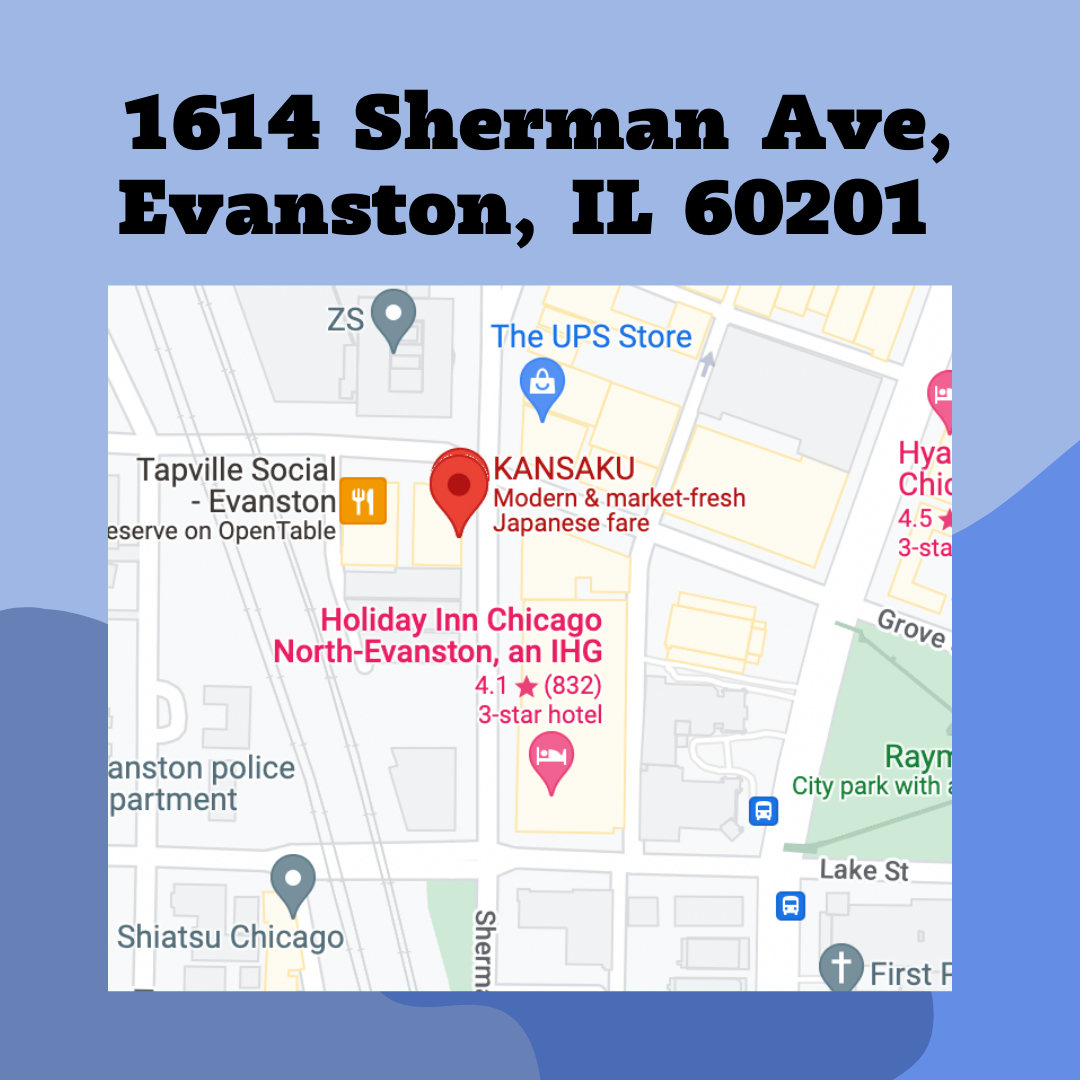 1614 Sherman Ave,
Evanston, IL 60201
ZS
The UPS Store
Tapville Social
- Evanston
eserve on OpenTable
KANSAKU
Modern & market-fresh
Japanese fare
Hya
Chic
4.5
3-sta
Holiday Inn Chicago
North-Evanston, an IHG
4.1 ★ (832)
3-star hotel
Grove
anston police
partment
Raym
City park with a
Lake St
Shiatsu Chicago
Sherma
First P